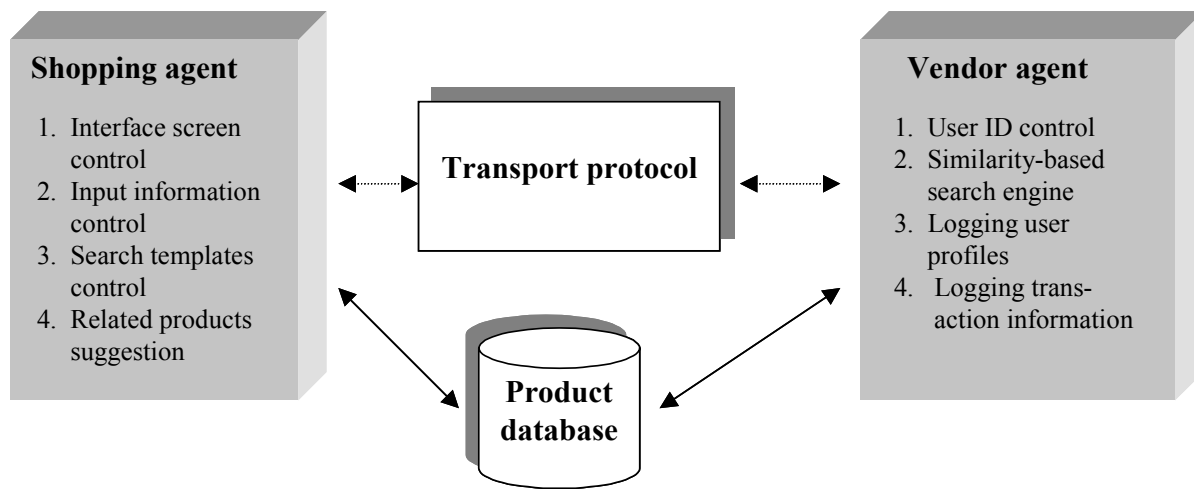 Shopping agent
1. Interface screen
control
2. Input information
control
3. Search templates
control
4. Related products
suggestion
Transport protocol
Product
database
Vendor agent
1. User ID control
2. Similarity-based
search engine
3. Logging user
profiles
4. Logging trans-
action information